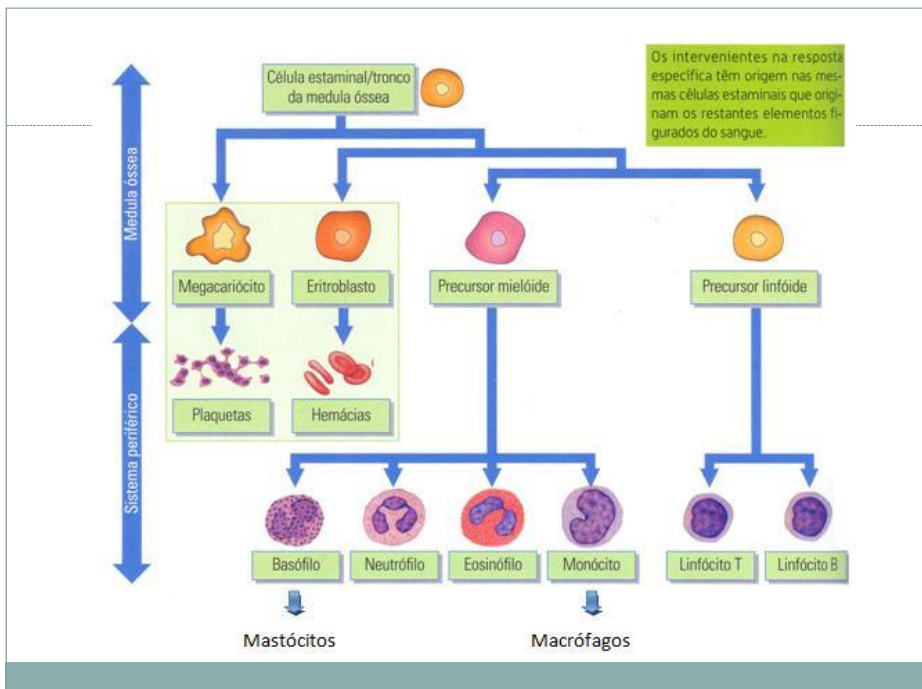 Célula estaminal/tronco
da medula óssea
Os intervenientes na resposta
específica têm origem nas mes-
mas células estaminais que origi-
nam os restantes elementos fi-
gurados do sangue.
Medula óssea
Megacariócito
Eritroblasto
Precursor mielóide
Precursor linfóide
Sistema periférico
Plaquetas
Hemácias
Basófilo
Neutrófilo
Eosinófilo
Monócito
Linfócito T
Linfócito B
Mastócitos
Macrófagos